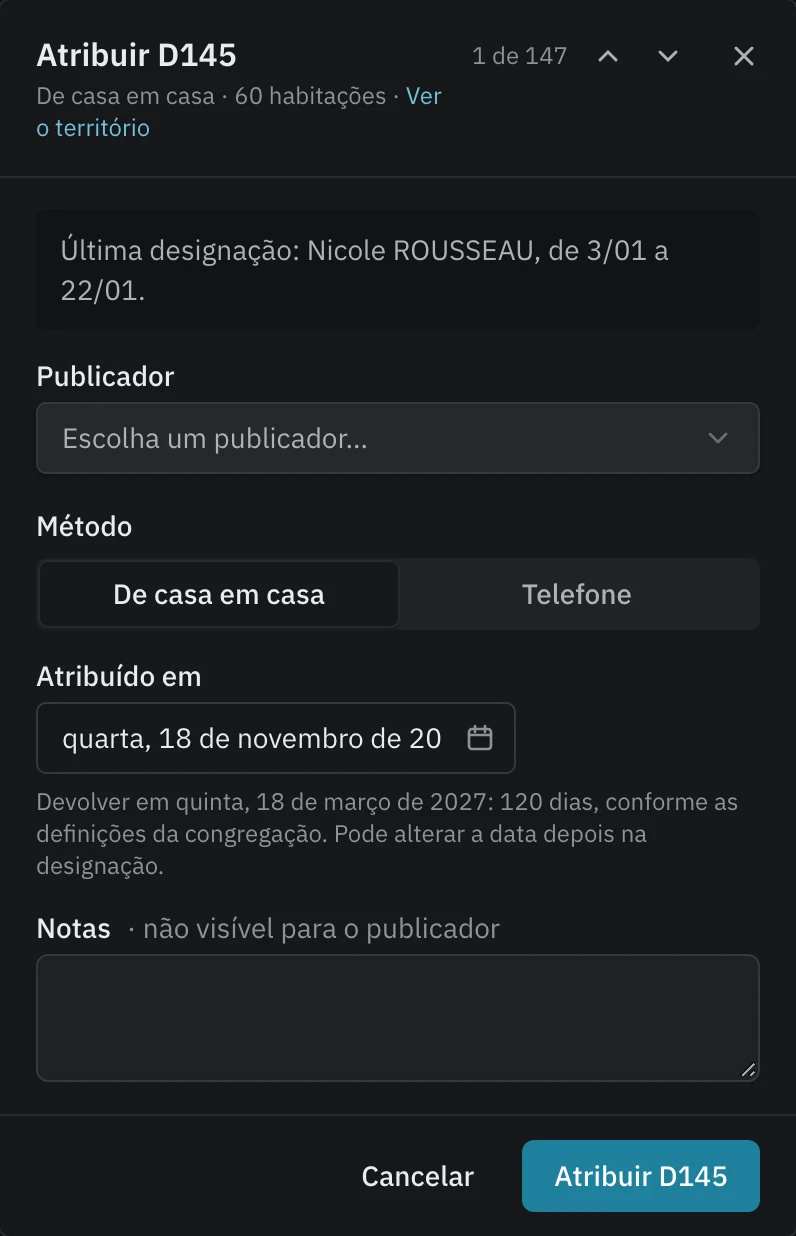 Atribuir D145
1 de 147
De casa em casa · 60 habitações · Ver
o território
Última designação: Nicole ROUSSEAU, de 3/01 a
22/01.
Publicador
Escolha um publicador...
Método
De casa em casa
Telefone
Atribuído em
quarta, 18 de novembro de 20
Devolver em quinta, 18 de março de 2027: 120 dias, conforme as
definições da congregação. Pode alterar a data depois na
designação.
Notas · não visível para o publicador
Cancelar
Atribuir D145